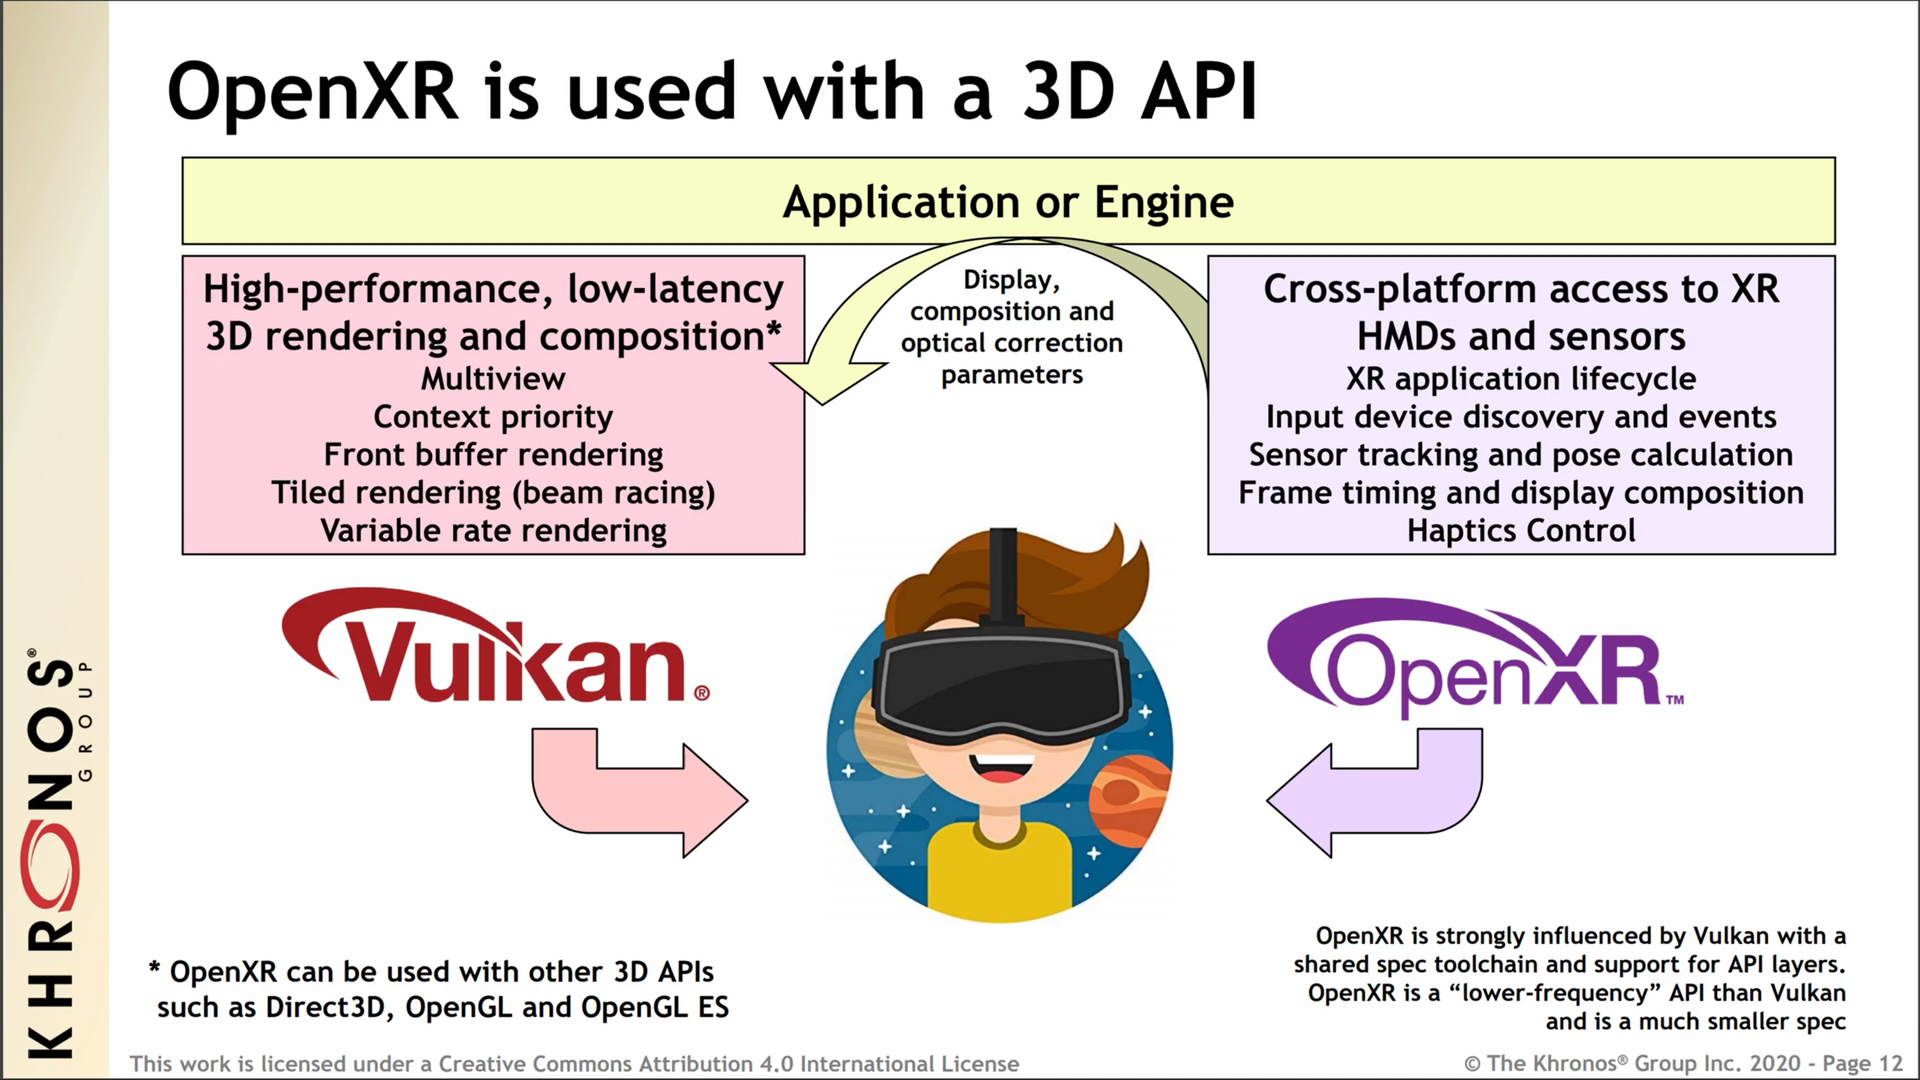 OpenXR is used with a 3D API
Application or Engine
High-performance, low-latency
3D rendering and composition*
Multiview
Context priority
Front buffer rendering
Tiled rendering (beam racing)
Variable rate rendering
Display,
composition and
optical correction
parameters
Cross-platform access to XR
HMDs and sensors
XR application lifecycle
Input device discovery and events
Sensor tracking and pose calculation
Frame timing and display composition
Haptics Control
Vulkan®
OpenXR™
KHRONOS®
GROUP
* OpenXR can be used with other 3D APIs
such as Direct3D, OpenGL and OpenGL ES
OpenXR is strongly influenced by Vulkan with a
shared spec toolchain and support for API layers.
OpenXR is a “lower-frequency” API than Vulkan
and is a much smaller spec
This work is licensed under a Creative Commons Attribution 4.0 International License
© The Khronos® Group Inc. 2020 - Page 12